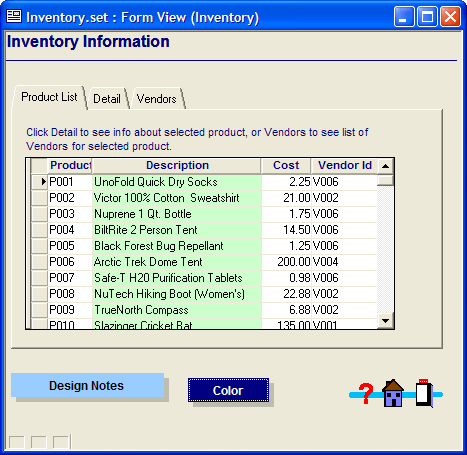 Inventory.set : Form View (Inventory)
Inventory Information
Product List Detail Vendors
Click Detail to see info about selected product, or Vendors to see list of
Vendors for selected product.
Product Description Cost Vendor Id
P001 UnoFold Quick Dry Socks 2.25 V006
P002 Victor 100% Cotton Sweatshirt 21.00 V002
P003 Nuprene 1 Qt. Bottle 1.75 V006
P004 BiltRite 2 Person Tent 14.50 V006
P005 Black Forest Bug Repellant 1.25 V006
P006 Arctic Trek Dome Tent 200.00 V004
P007 Safe-T H20 Purification Tablets 0.98 V006
P008 NuTech Hiking Boot (Women's) 22.88 V002
P009 TrueNorth Compass 6.88 V002
P010 Slazinger Cricket Bat 135.00 V001
Design Notes
Color
?